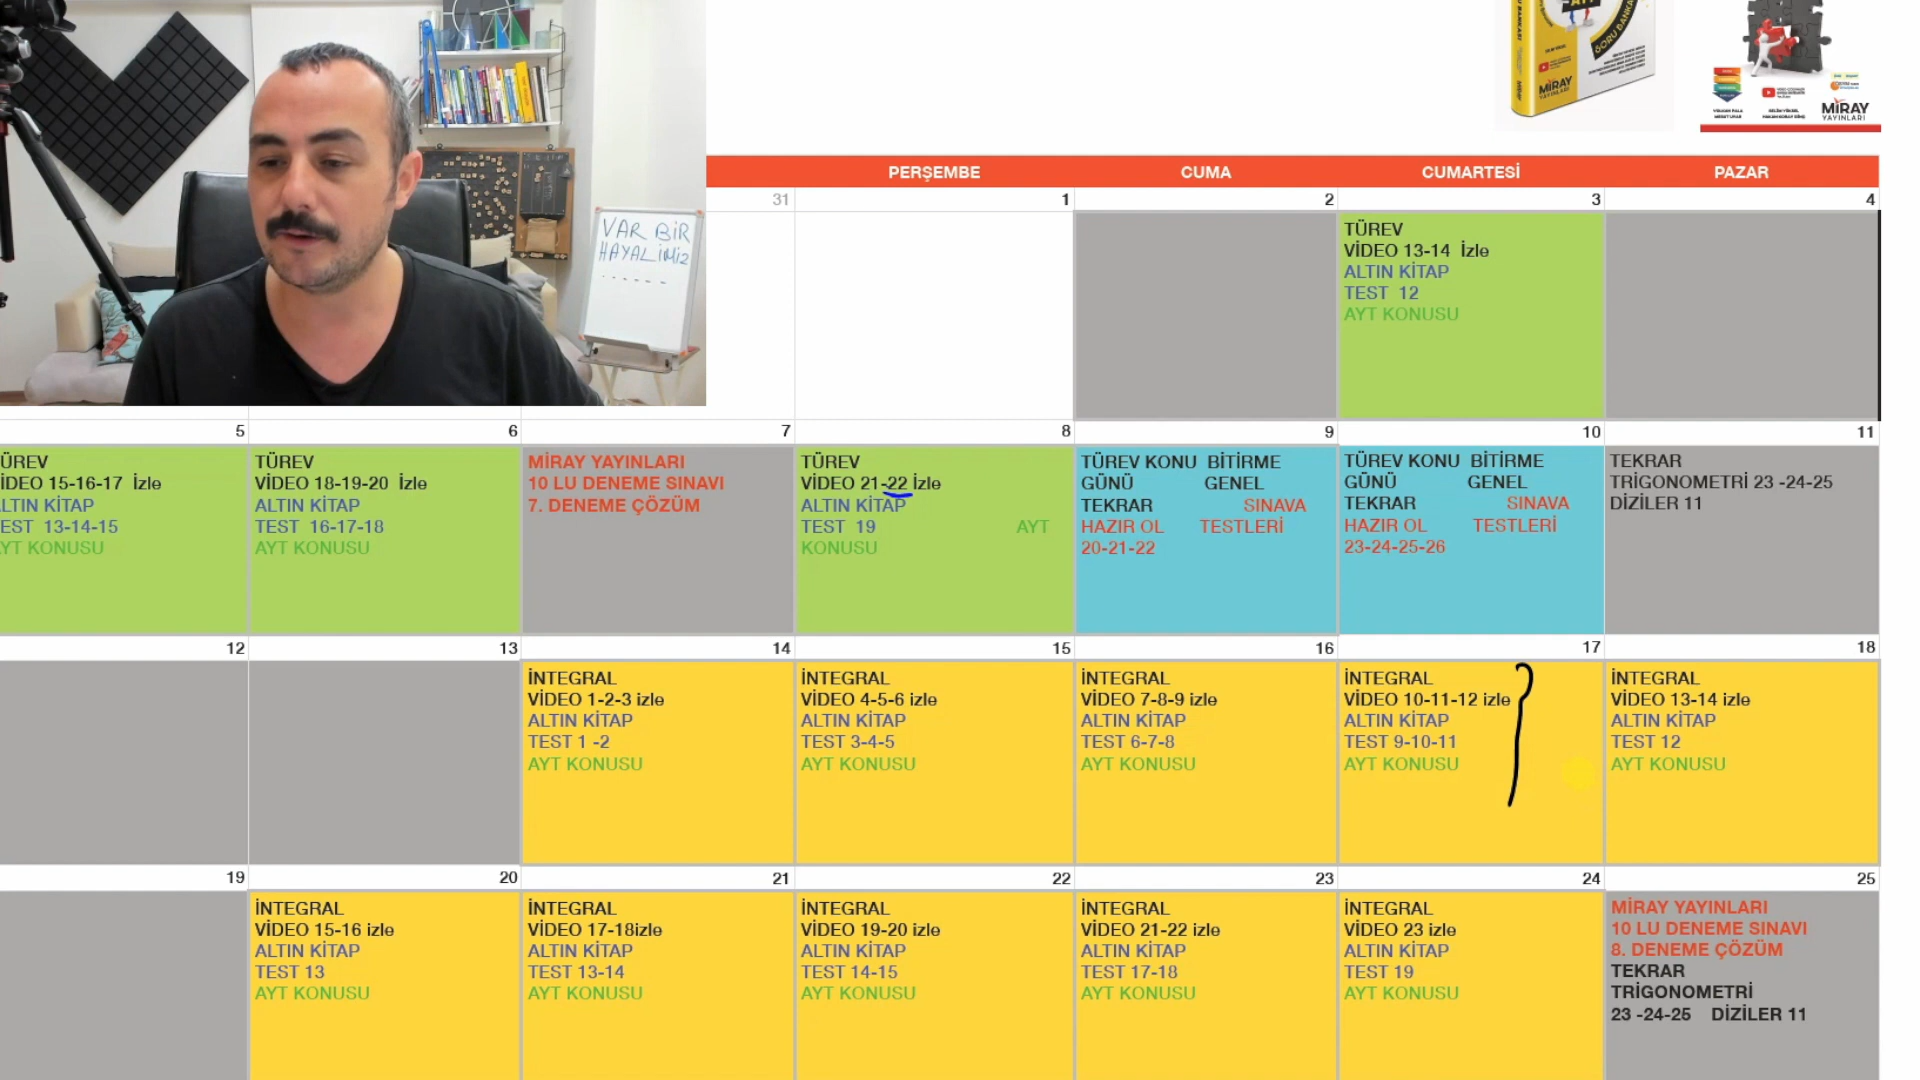 VAR BİR
HAYALİMİZ
MİRAY
SORU BANKASI
MİRAY
YAYINLARI
PERŞEMBE
CUMA
CUMARTESİ
PAZAR
31
1
2
3
4
TÜREV
VİDEO 13-14 İzle
ALTIN KİTAP
TEST 12
AYT KONUSU
5
6
7
8
9
10
11
ÜREV
İDEO 15-16-17 İzle
LTIN KİTAP
EST 13-14-15
YT KONUSU
TÜREV
VİDEO 18-19-20 İzle
ALTIN KİTAP
TEST 16-17-18
AYT KONUSU
MİRAY YAYINLARI
10 LU DENEME SINAVI
7. DENEME ÇÖZÜM
TÜREV
VİDEO 21-22 İzle
ALTIN KİTAP
TEST 19 AYT
KONUSU
TÜREV KONU BİTİRME
GÜNÜ GENEL
TEKRAR SINAVA
HAZIR OL TESTLERİ
20-21-22
TÜREV KONU BİTİRME
GÜNÜ GENEL
TEKRAR SINAVA
HAZIR OL TESTLERİ
23-24-25-26
TEKRAR
TRİGONOMETRİ 23 -24-25
DİZİLER 11
12
13
14
15
16
17
18
İNTEGRAL
VİDEO 1-2-3 izle
ALTIN KİTAP
TEST 1 -2
AYT KONUSU
İNTEGRAL
VİDEO 4-5-6 izle
ALTIN KİTAP
TEST 3-4-5
AYT KONUSU
İNTEGRAL
VİDEO 7-8-9 izle
ALTIN KİTAP
TEST 6-7-8
AYT KONUSU
İNTEGRAL
VİDEO 10-11-12 izle
ALTIN KİTAP
TEST 9-10-11
AYT KONUSU
İNTEGRAL
VİDEO 13-14 izle
ALTIN KİTAP
TEST 12
AYT KONUSU
19
20
21
22
23
24
25
İNTEGRAL
VİDEO 15-16 izle
ALTIN KİTAP
TEST 13
AYT KONUSU
İNTEGRAL
VİDEO 17-18izle
ALTIN KİTAP
TEST 13-14
AYT KONUSU
İNTEGRAL
VİDEO 19-20 izle
ALTIN KİTAP
TEST 14-15
AYT KONUSU
İNTEGRAL
VİDEO 21-22 izle
ALTIN KİTAP
TEST 17-18
AYT KONUSU
İNTEGRAL
VİDEO 23 izle
ALTIN KİTAP
TEST 19
AYT KONUSU
MİRAY YAYINLARI
10 LU DENEME SINAVI
8. DENEME ÇÖZÜM
TEKRAR
TRİGONOMETRİ
23 -24-25 DİZİLER 11